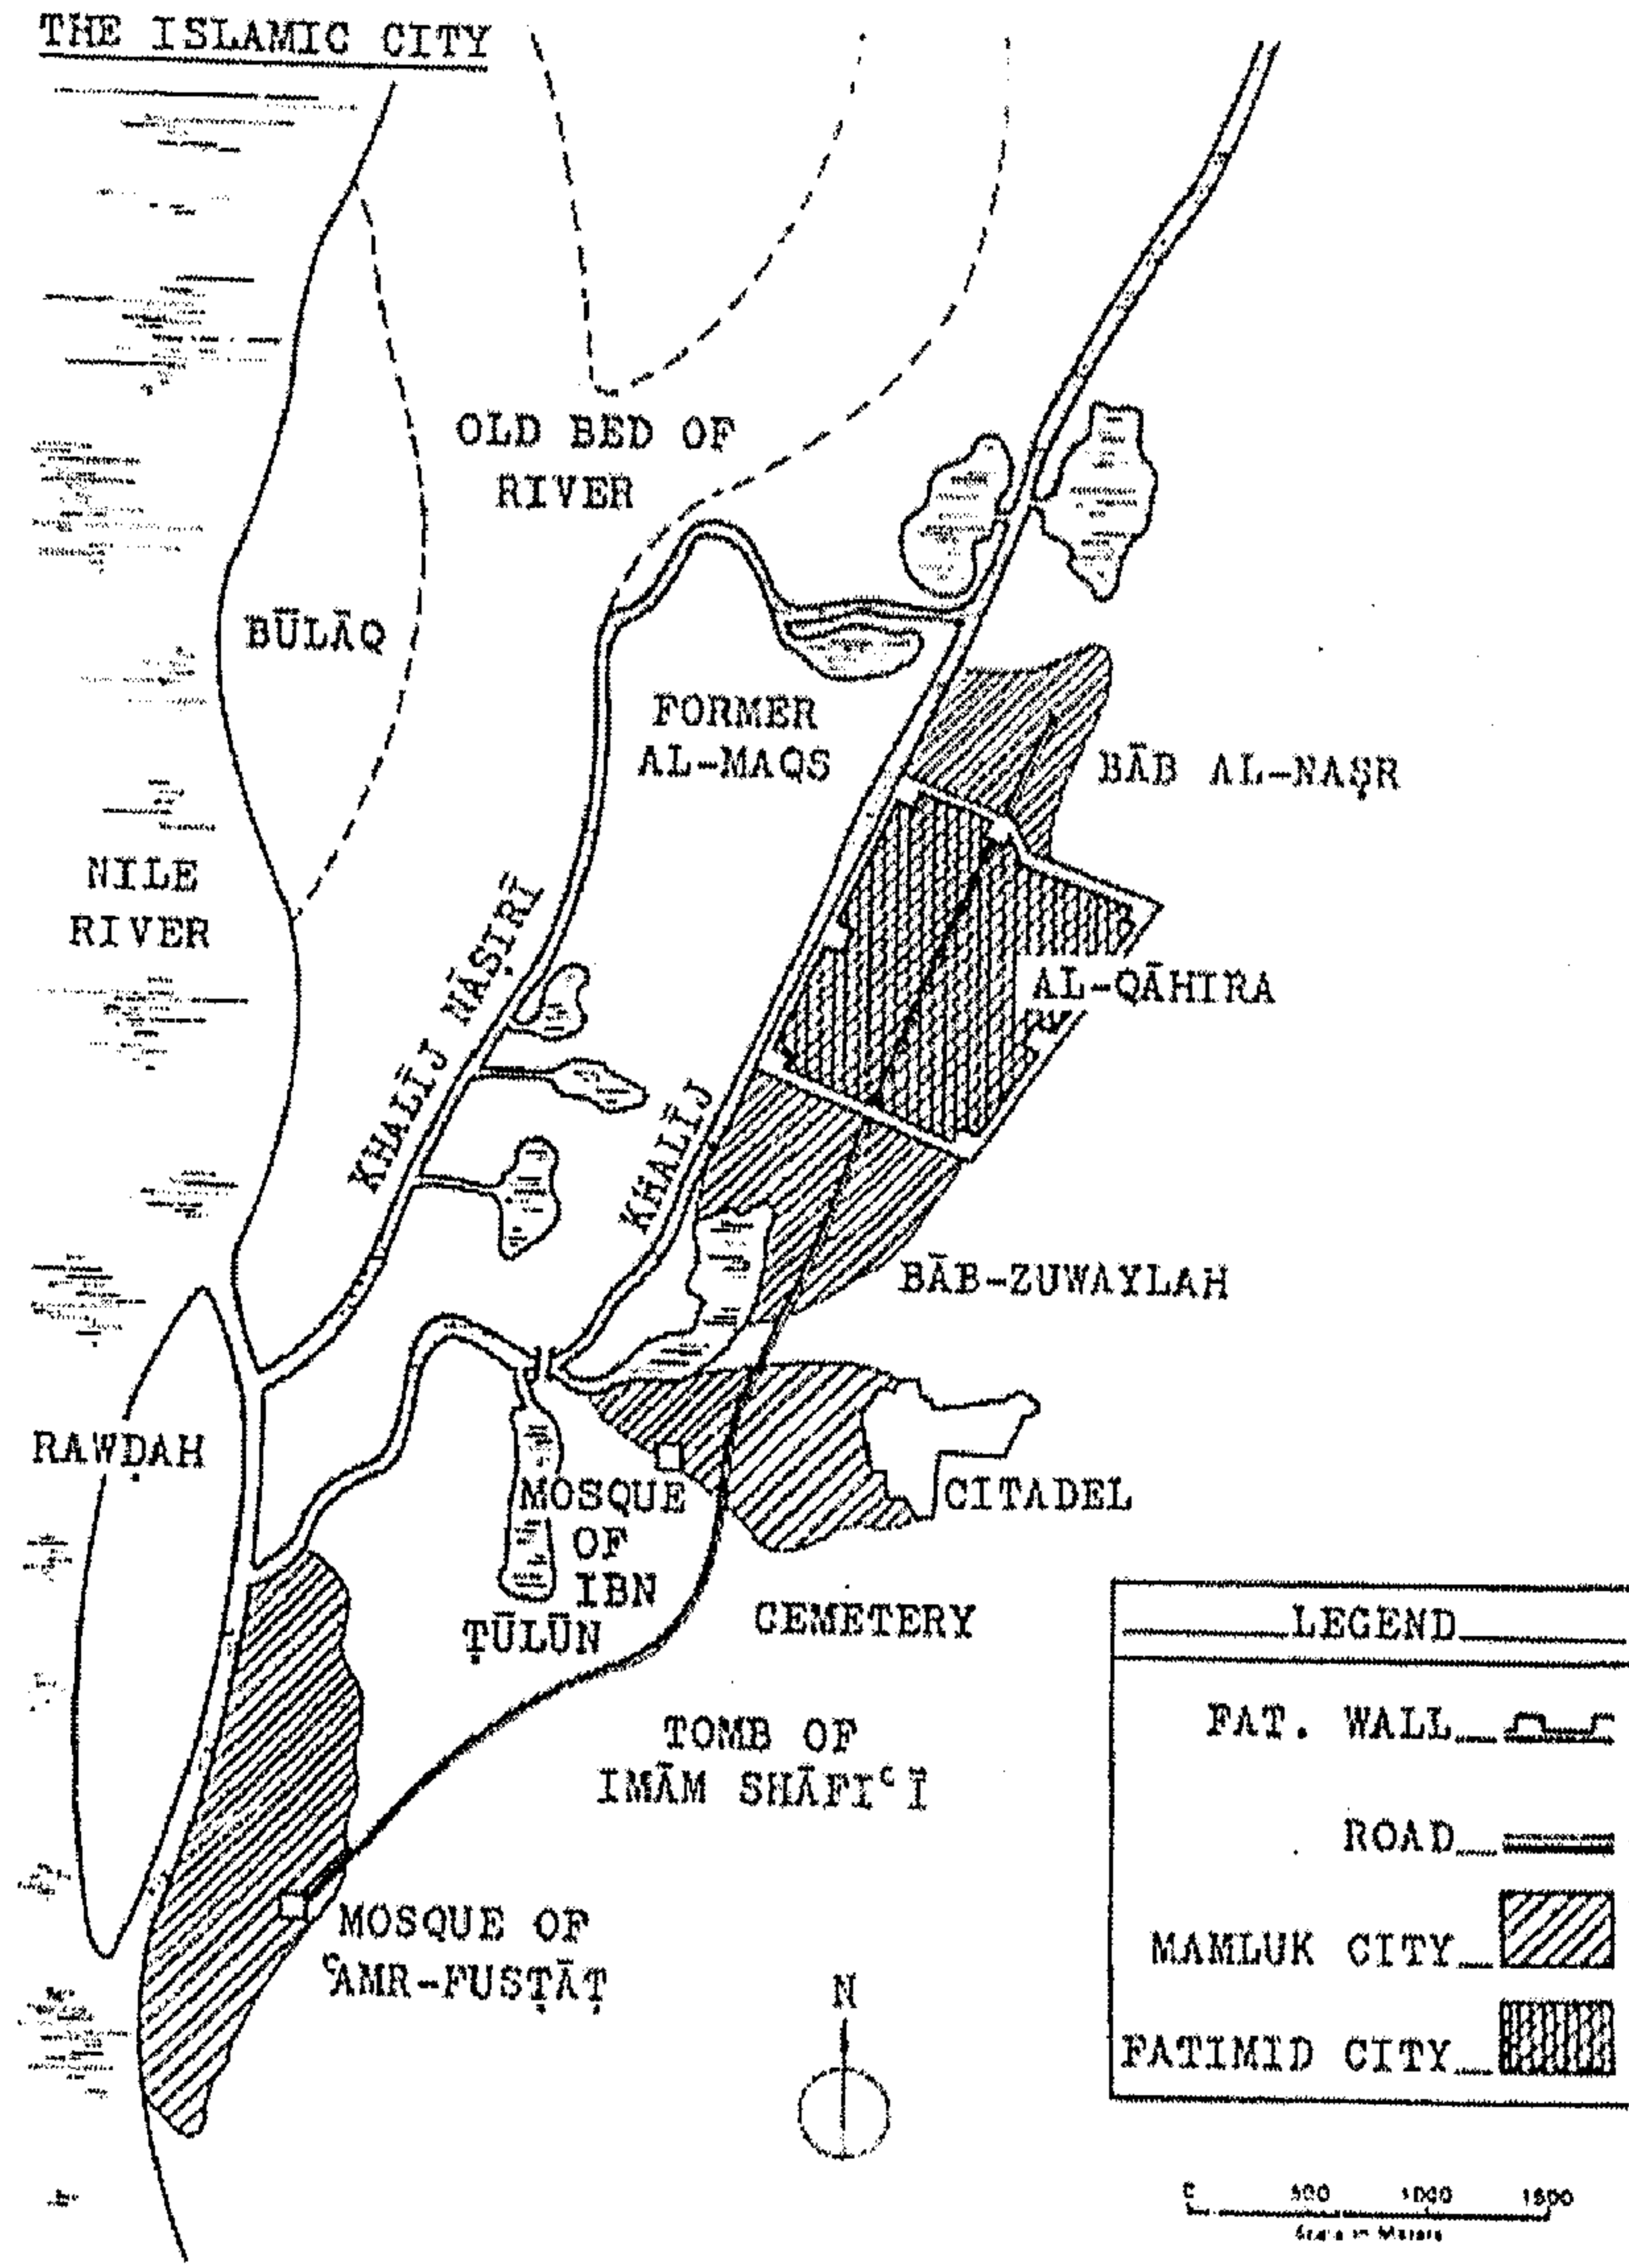 THE ISLAMIC CITY
OLD BED OF
RIVER
BŪLĀQ
FORMER
AL-MAQS
BĀB AL-NAṢR
NILE
RIVER
KHALĪJ NĀṢIRĪ
AL-QĀHIRA
KHALĪJ
BĀB-ZUWAYLAH
RAWḌAH
MOSQUE
OF
IBN
ṬŪLŪN
CITADEL
CEMETERY
TOMB OF
IMĀM SHĀFIʿĪ
MOSQUE OF
ʿAMR-FUSṬĀṬ
N
LEGEND
FAT. WALL
ROAD
MAMLUK CITY
FATIMID CITY
0 500 1000 1500
Scale in Meters